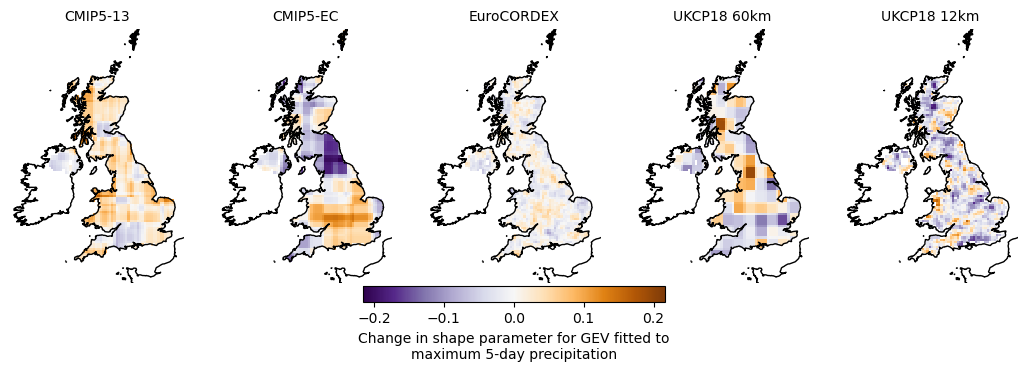 CMIP5-13
CMIP5-EC
EuroCORDEX
UKCP18 60km
UKCP18 12km
−0.2
−0.1
0.0
0.1
0.2
Change in shape parameter for GEV fitted to
maximum 5-day precipitation